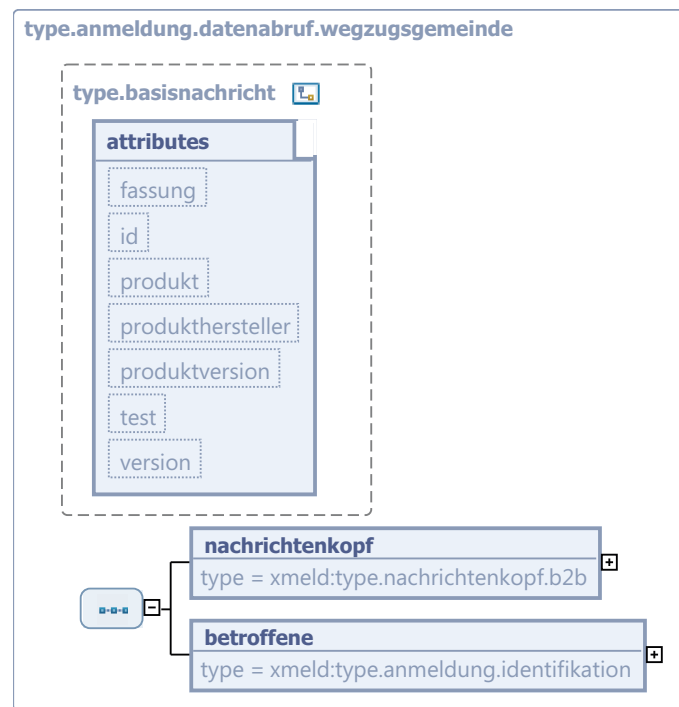 type.anmeldung.datenabruf.wegzugsgemeinde
type.basisnachricht
attributes
fassung
id
produkt
produkthersteller
produktversion
test
version
nachrichtenkopf
type = xmeld:type.nachrichtenkopf.b2b
betroffene
type = xmeld:type.anmeldung.identifikation